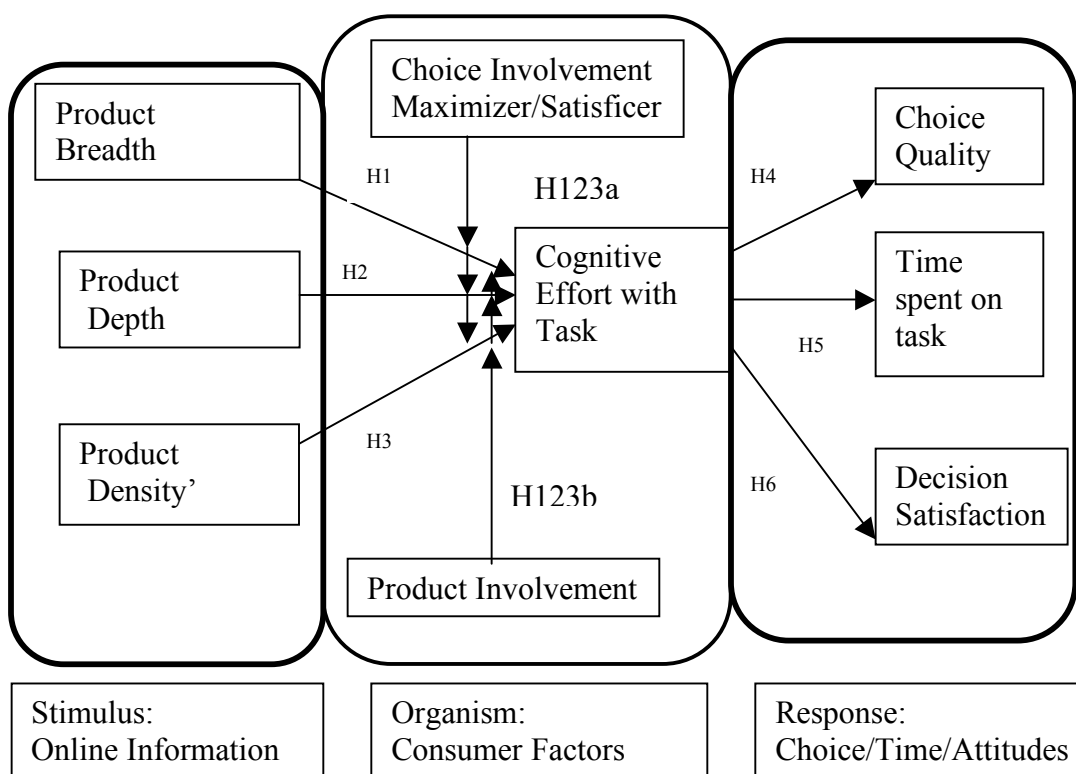 Product
Breadth
Product
Depth
Product
Density’
Choice Involvement
Maximizer/Satisficer
H1
H123a
H2
Cognitive
Effort with
Task
H3
H123b
Product Involvement
H4
Choice
Quality
H5
Time
spent on
task
H6
Decision
Satisfaction
Stimulus:
Online Information
Organism:
Consumer Factors
Response:
Choice/Time/Attitudes